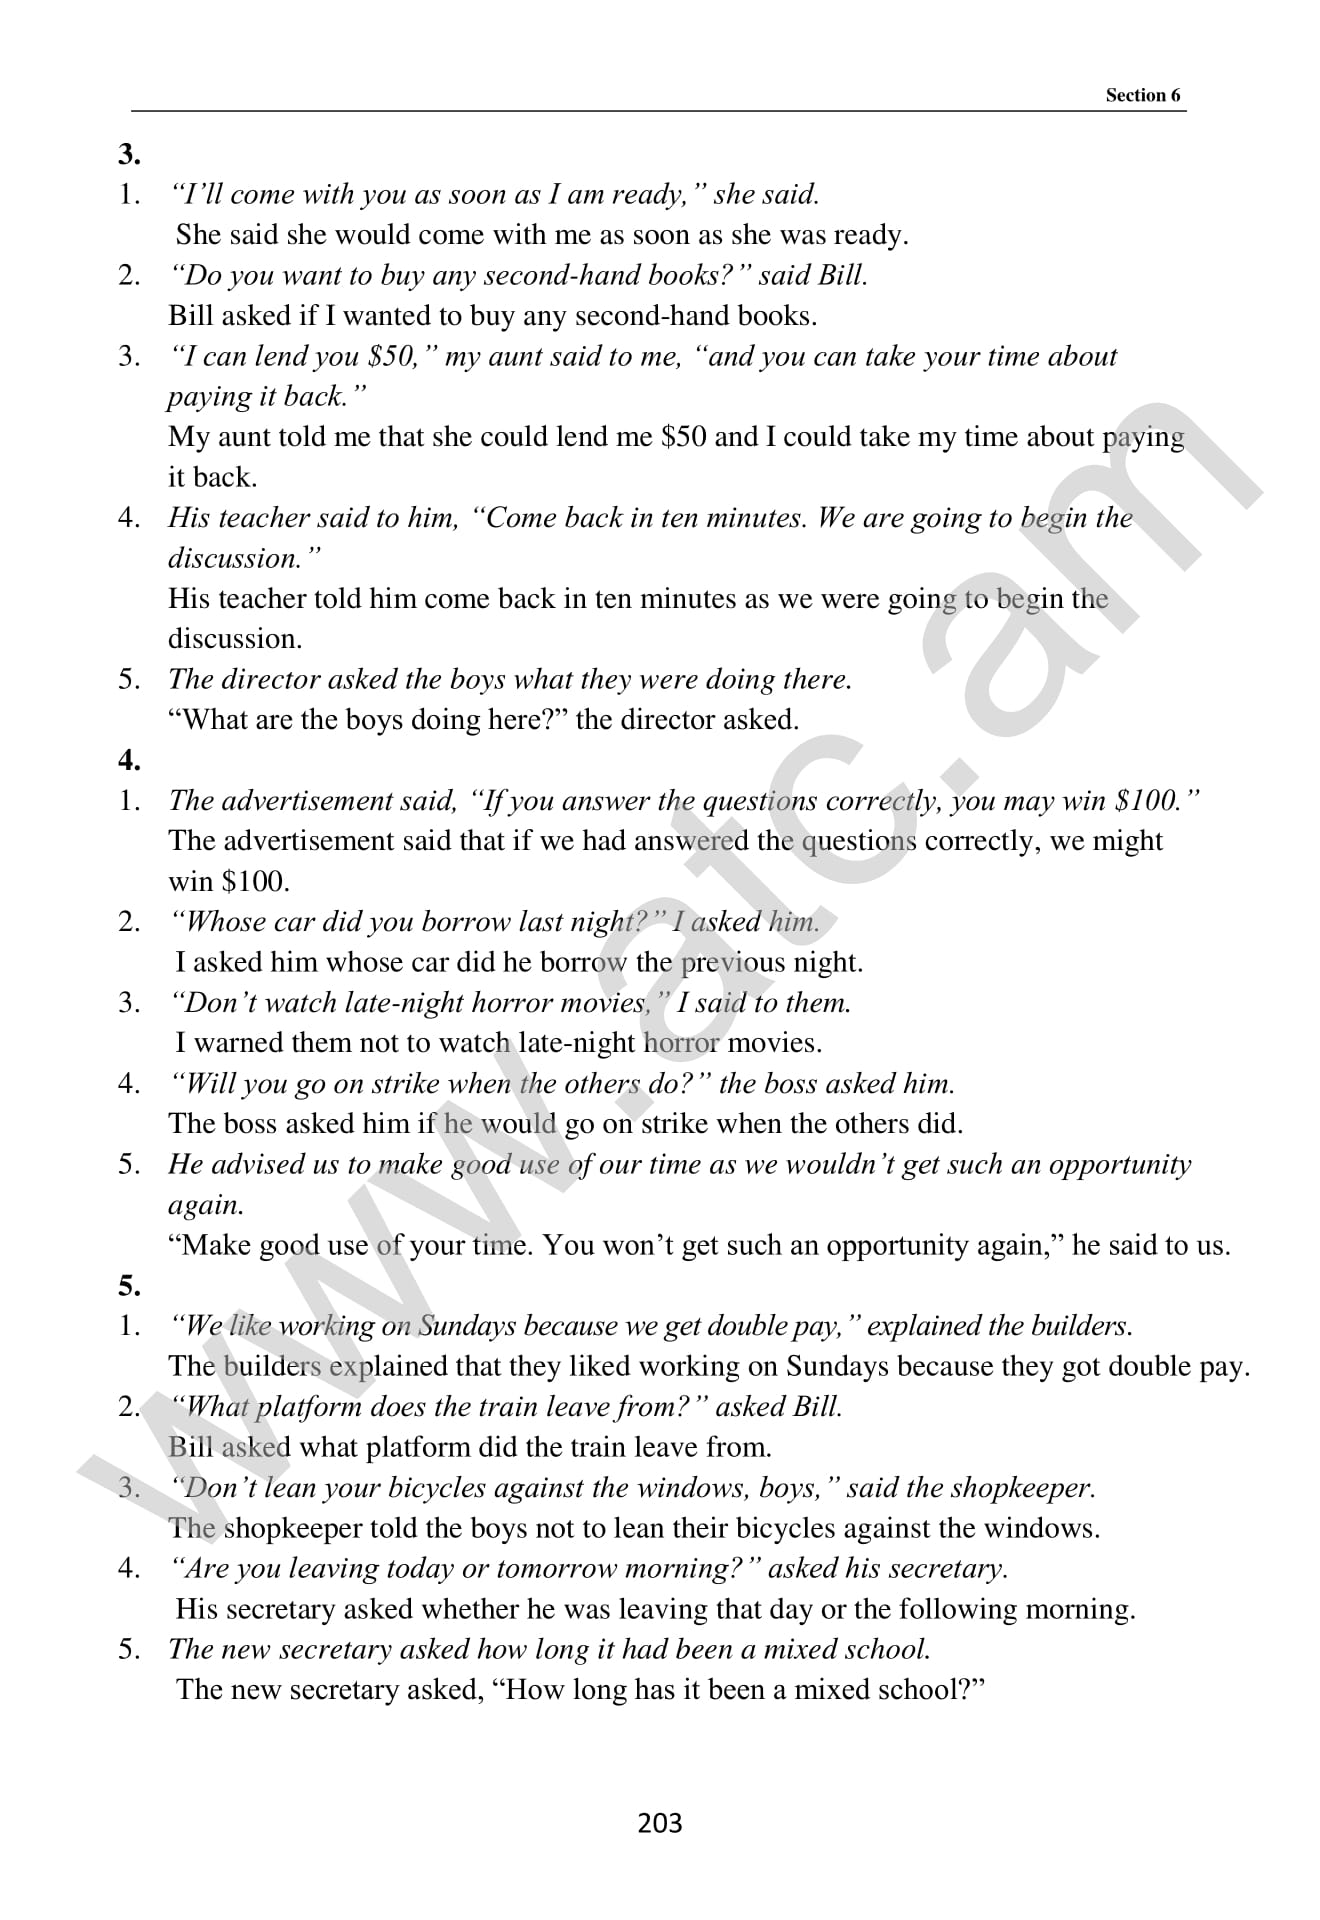 Section 6
3.
1. “I’ll come with you as soon as I am ready,” she said.
She said she would come with me as soon as she was ready.
2. “Do you want to buy any second-hand books?” said Bill.
Bill asked if I wanted to buy any second-hand books.
3. “I can lend you $50,” my aunt said to me, “and you can take your time about
paying it back.”
My aunt told me that she could lend me $50 and I could take my time about paying
it back.
4. His teacher said to him, “Come back in ten minutes. We are going to begin the
discussion.”
His teacher told him come back in ten minutes as we were going to begin the
discussion.
5. The director asked the boys what they were doing there.
“What are the boys doing here?” the director asked.
4.
1. The advertisement said, “If you answer the questions correctly, you may win $100.”
The advertisement said that if we had answered the questions correctly, we might
win $100.
2. “Whose car did you borrow last night?” I asked him.
I asked him whose car did he borrow the previous night.
3. “Don’t watch late-night horror movies,” I said to them.
I warned them not to watch late-night horror movies.
4. “Will you go on strike when the others do?” the boss asked him.
The boss asked him if he would go on strike when the others did.
5. He advised us to make good use of our time as we wouldn’t get such an opportunity
again.
“Make good use of your time. You won’t get such an opportunity again,” he said to us.
5.
1. “We like working on Sundays because we get double pay,” explained the builders.
The builders explained that they liked working on Sundays because they got double pay.
2. “What platform does the train leave from?” asked Bill.
Bill asked what platform did the train leave from.
3. “Don’t lean your bicycles against the windows, boys,” said the shopkeeper.
The shopkeeper told the boys not to lean their bicycles against the windows.
4. “Are you leaving today or tomorrow morning?” asked his secretary.
His secretary asked whether he was leaving that day or the following morning.
5. The new secretary asked how long it had been a mixed school.
The new secretary asked, “How long has it been a mixed school?”
203
www.atc.am